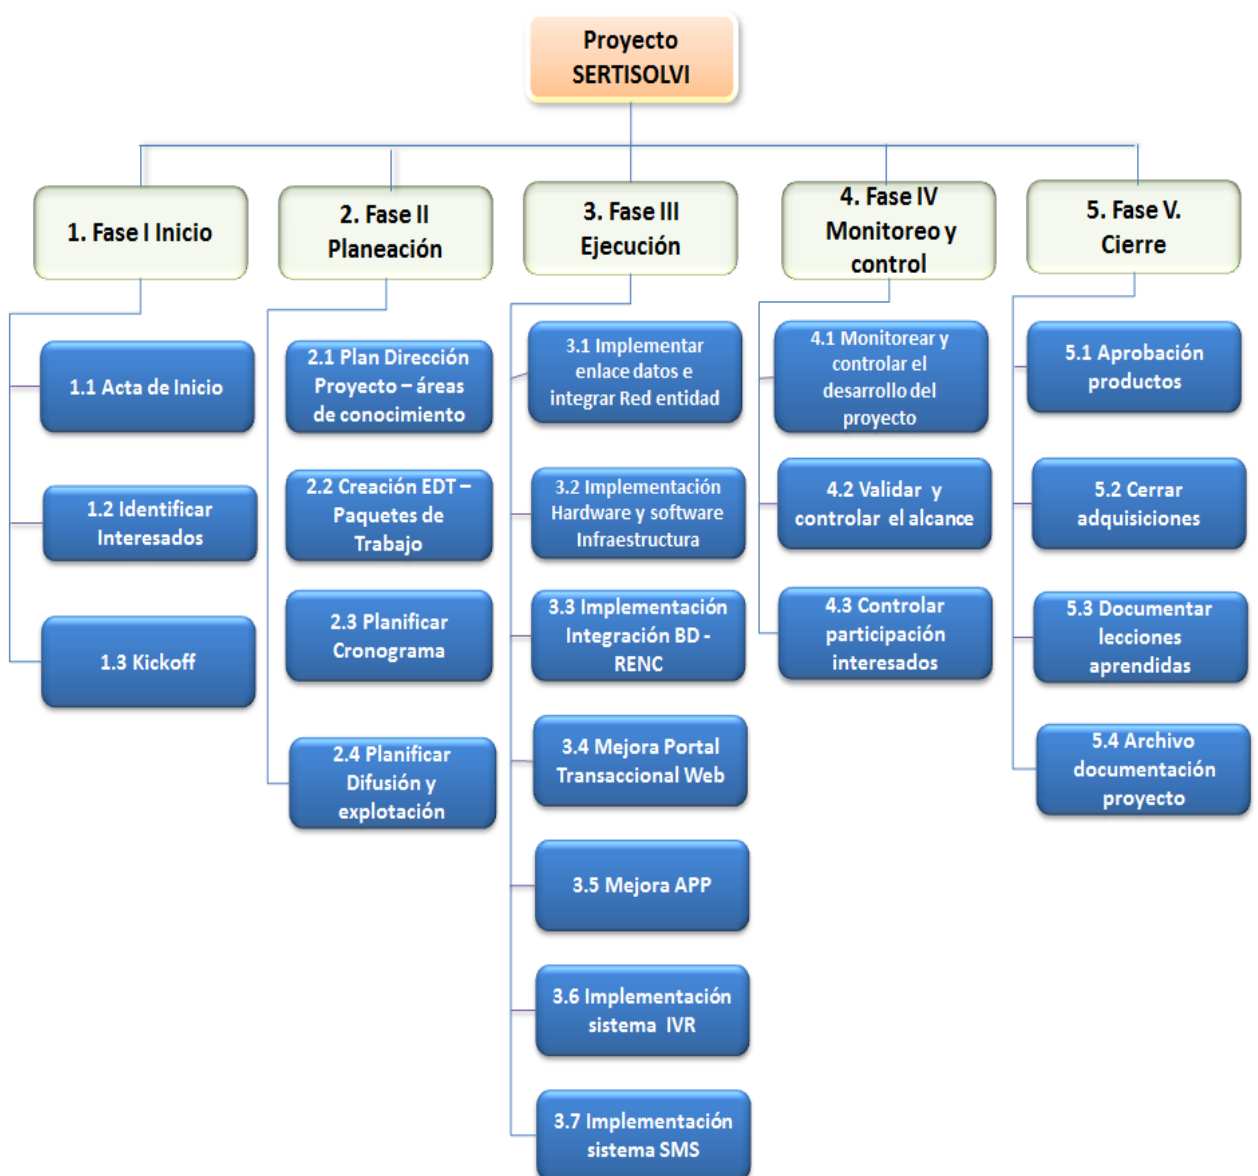 Proyecto
SERTISOLVI
1. Fase I Inicio
2. Fase II
Planeación
3. Fase III
Ejecución
4. Fase IV
Monitoreo y
control
5. Fase V.
Cierre
1.1 Acta de Inicio
1.2 Identificar
Interesados
1.3 Kickoff
2.1 Plan Dirección
Proyecto – áreas
de conocimiento
2.2 Creación EDT –
Paquetes de
Trabajo
2.3 Planificar
Cronograma
2.4 Planificar
Difusión y
explotación
3.1 Implementar
enlace datos e
integrar Red entidad
3.2 Implementación
Hardware y software
Infraestructura
3.3 Implementación
Integración BD -
RENC
3.4 Mejora Portal
Transaccional Web
3.5 Mejora APP
3.6 Implementación
sistema IVR
3.7 Implementación
sistema SMS
4.1 Monitorear y
controlar el
desarrollo del
proyecto
4.2 Validar y
controlar el alcance
4.3 Controlar
participación
interesados
5.1 Aprobación
productos
5.2 Cerrar
adquisiciones
5.3 Documentar
lecciones
aprendidas
5.4 Archivo
documentación
proyecto